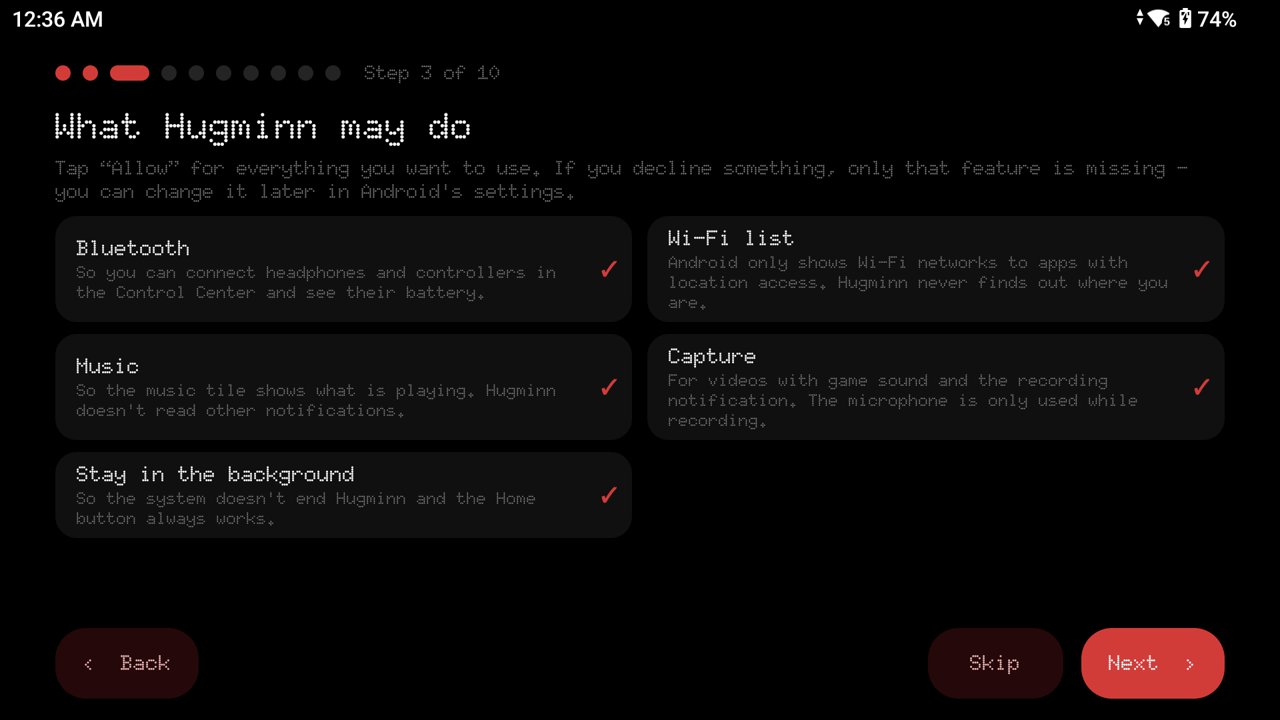 12:36 AM
5
74%
Step 3 of 10
What Hugminn may do
Tap “Allow” for everything you want to use. If you decline something, only that feature is missing –
you can change it later in Android's settings.
Bluetooth
So you can connect headphones and controllers in
the Control Center and see their battery.
✓
Wi-Fi list
Android only shows Wi-Fi networks to apps with
location access. Hugminn never finds out where you
are.
✓
Music
So the music tile shows what is playing. Hugminn
doesn't read other notifications.
✓
Capture
For videos with game sound and the recording
notification. The microphone is only used while
recording.
✓
Stay in the background
So the system doesn't end Hugminn and the Home
button always works.
✓
‹ Back
Skip
Next ›